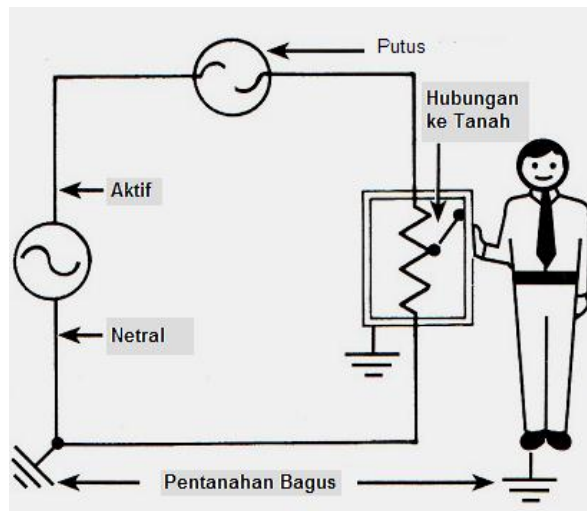 Putus
Hubungan
ke Tanah
Aktif
Netral
Pentanahan Bagus